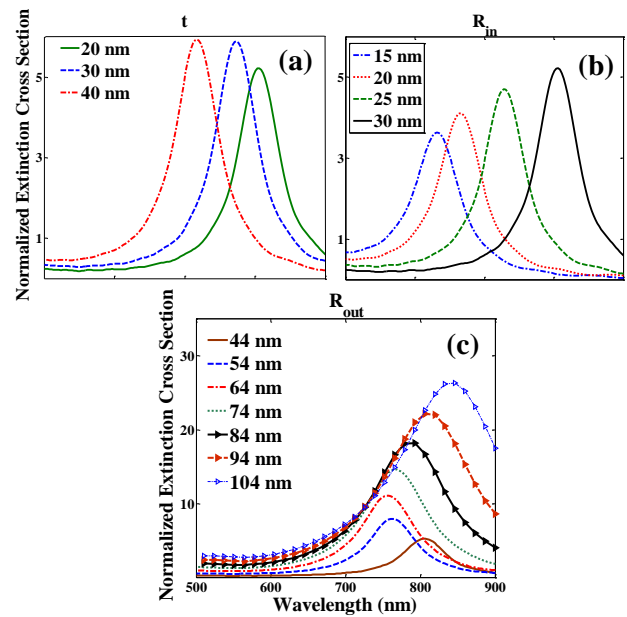 t
R_in
Normalized Extinction Cross Section
5
3
1
20 nm
30 nm
40 nm
(a)
5
3
1
15 nm
20 nm
25 nm
30 nm
(b)
R_out
Normalized Extinction Cross Section
30
20
10
44 nm
54 nm
64 nm
74 nm
84 nm
94 nm
104 nm
(c)
500 600 700 800 900
Wavelength (nm)